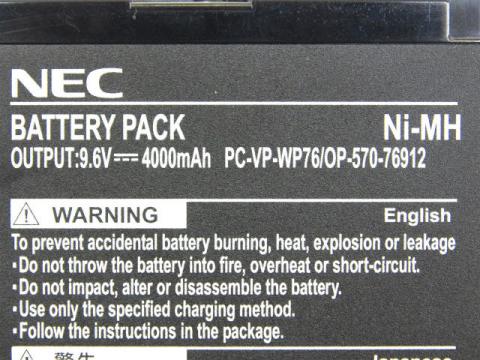 NEC
BATTERY PACK Ni-MH
OUTPUT:9.6V⎓4000mAh PC-VP-WP76/OP-570-76912
⚠ WARNING English
To prevent accidental battery burning, heat, explosion or leakage
•Do not throw the battery into fire, overheat or short-circuit.
•Do not impact, alter or disassemble the battery.
•Use only the specified charging method.
•Follow the instructions in the package.
⚠ 警告 Japanese